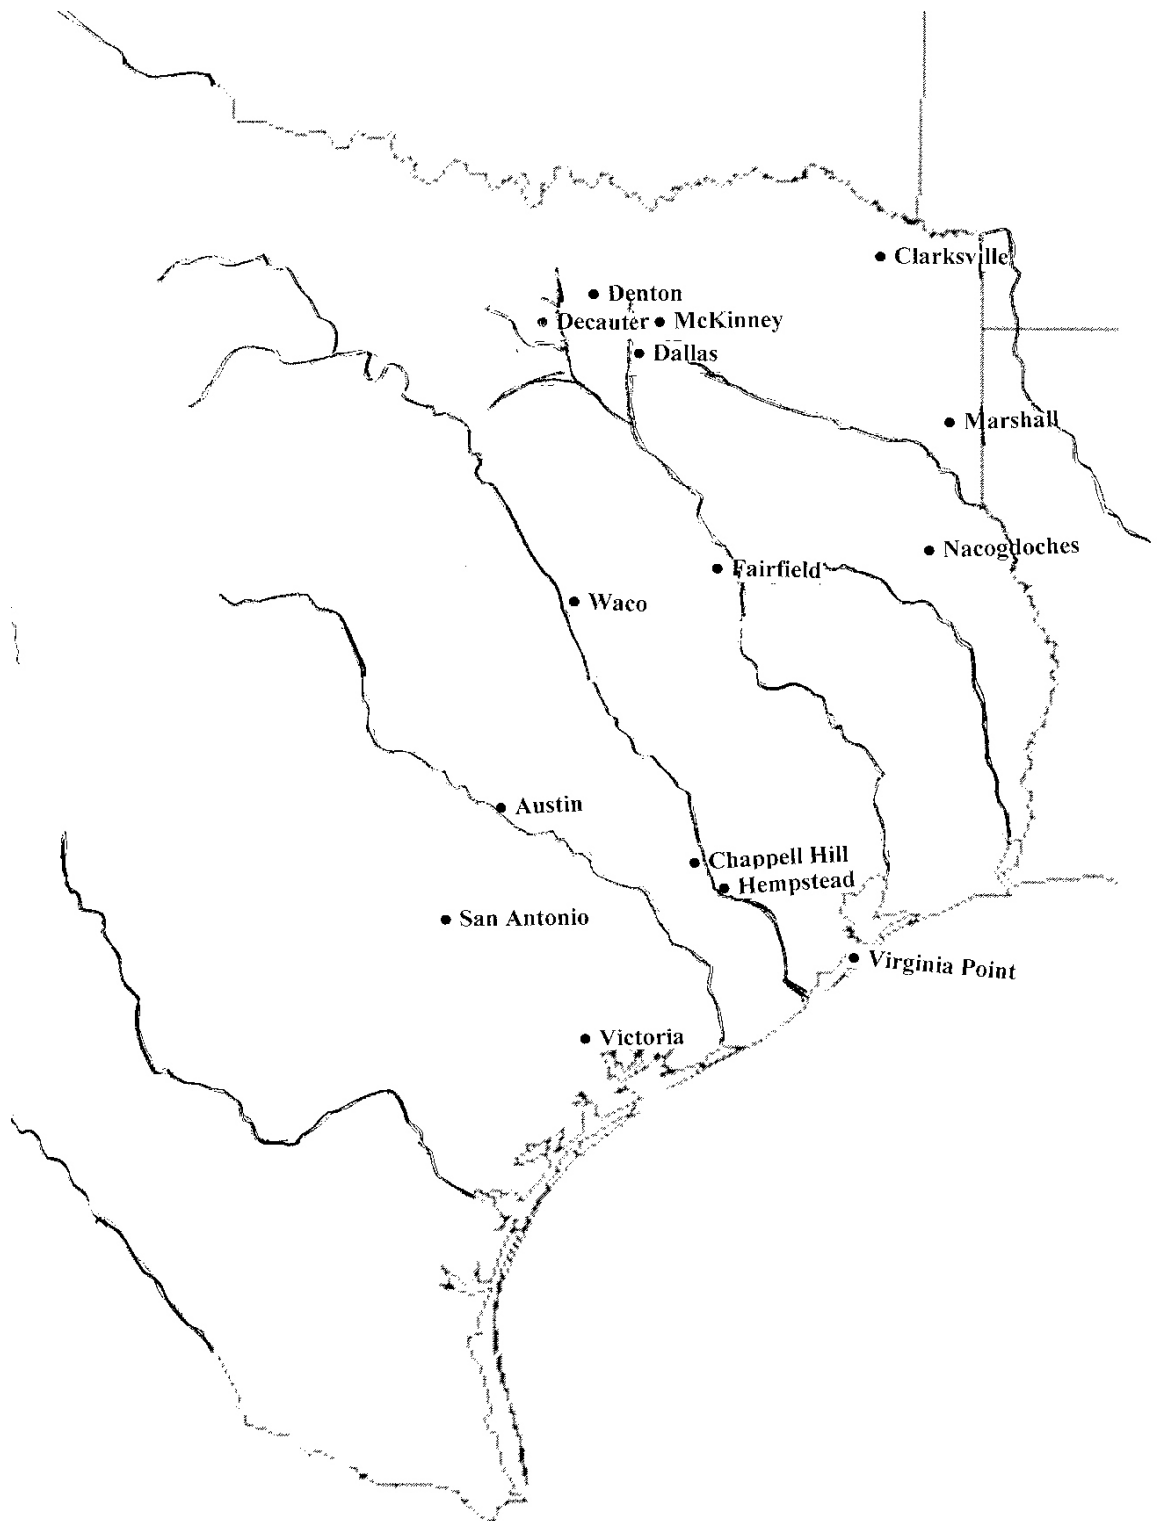 Clarksville
Denton
Decauter
McKinney
Dallas
Marshall
Nacogdoches
Fairfield
Waco
Austin
Chappell Hill
Hempstead
San Antonio
Virginia Point
Victoria